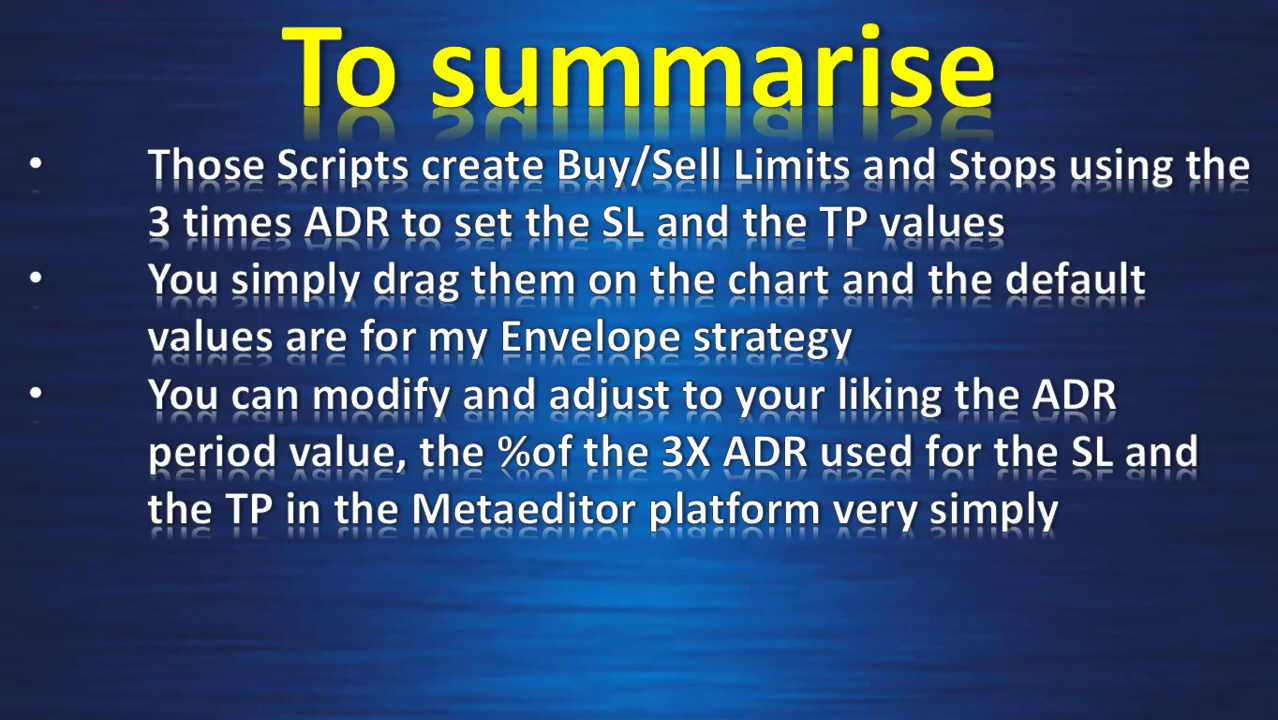 To summarise
• Those Scripts create Buy/Sell Limits and Stops using the
3 times ADR to set the SL and the TP values
• You simply drag them on the chart and the default
values are for my Envelope strategy
• You can modify and adjust to your liking the ADR
period value, the %of the 3X ADR used for the SL and
the TP in the Metaeditor platform very simply